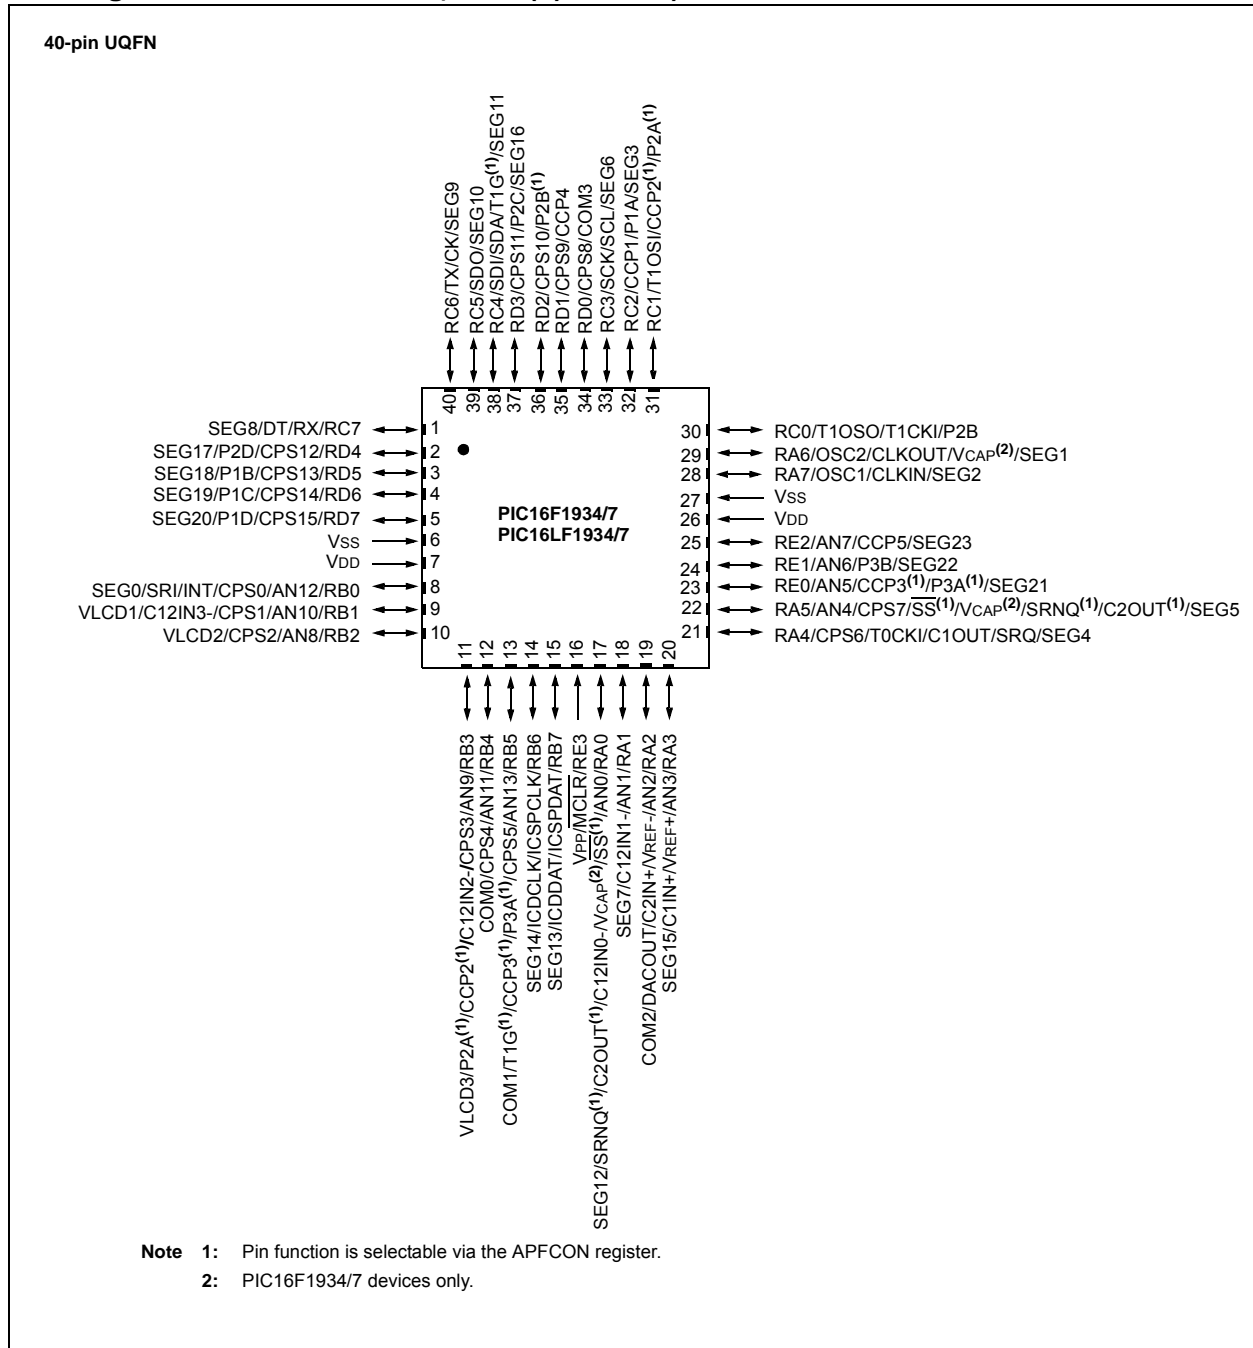 40-pin UQFN
RC6/TX/CK/SEG9
RC5/SDO/SEG10
RC4/SDI/SDA/T1G(1)/SEG11
RD3/CPS11/P2C/SEG16
RD2/CPS10/P2B(1)
RD1/CPS9/CCP4
RD0/CPS8/COM3
RC3/SCK/SCL/SEG6
RC2/CCP1/P1A/SEG3
RC1/T1OSI/CCP2(1)/P2A(1)
40
39
38
37
36
35
34
33
32
31
SEG8/DT/RX/RC7 1
SEG17/P2D/CPS12/RD4 2
SEG18/P1B/CPS13/RD5 3
SEG19/P1C/CPS14/RD6 4
SEG20/P1D/CPS15/RD7 5
VSS 6
VDD 7
SEG0/SRI/INT/CPS0/AN12/RB0 8
VLCD1/C12IN3-/CPS1/AN10/RB1 9
VLCD2/CPS2/AN8/RB2 10
PIC16F1934/7
PIC16LF1934/7
30 RC0/T1OSO/T1CKI/P2B
29 RA6/OSC2/CLKOUT/VCAP(2)/SEG1
28 RA7/OSC1/CLKIN/SEG2
27 VSS
26 VDD
25 RE2/AN7/CCP5/SEG23
24 RE1/AN6/P3B/SEG22
23 RE0/AN5/CCP3(1)/P3A(1)/SEG21
22 RA5/AN4/CPS7/SS(1)/VCAP(2)/SRNQ(1)/C2OUT(1)/SEG5
21 RA4/CPS6/T0CKI/C1OUT/SRQ/SEG4
11
12
13
14
15
16
17
18
19
20
VLCD3/P2A(1)/CCP2(1)/C12IN2-/CPS3/AN9/RB3
COM0/CPS4/AN11/RB4
COM1/T1G(1)/CCP3(1)/P3A(1)/CPS5/AN13/RB5
SEG14/ICDCLK/ICSPCLK/RB6
SEG13/ICDDAT/ICSPDAT/RB7
VPP/MCLR/RE3
SEG12/SRNQ(1)/C2OUT(1)/C12IN0-/VCAP(2)/SS(1)/AN0/RA0
SEG7/C12IN1-/AN1/RA1
COM2/DACOUT/C2IN+/VREF-/AN2/RA2
SEG15/C1IN+/VREF+/AN3/RA3
Note 1: Pin function is selectable via the APFCON register.
2: PIC16F1934/7 devices only.